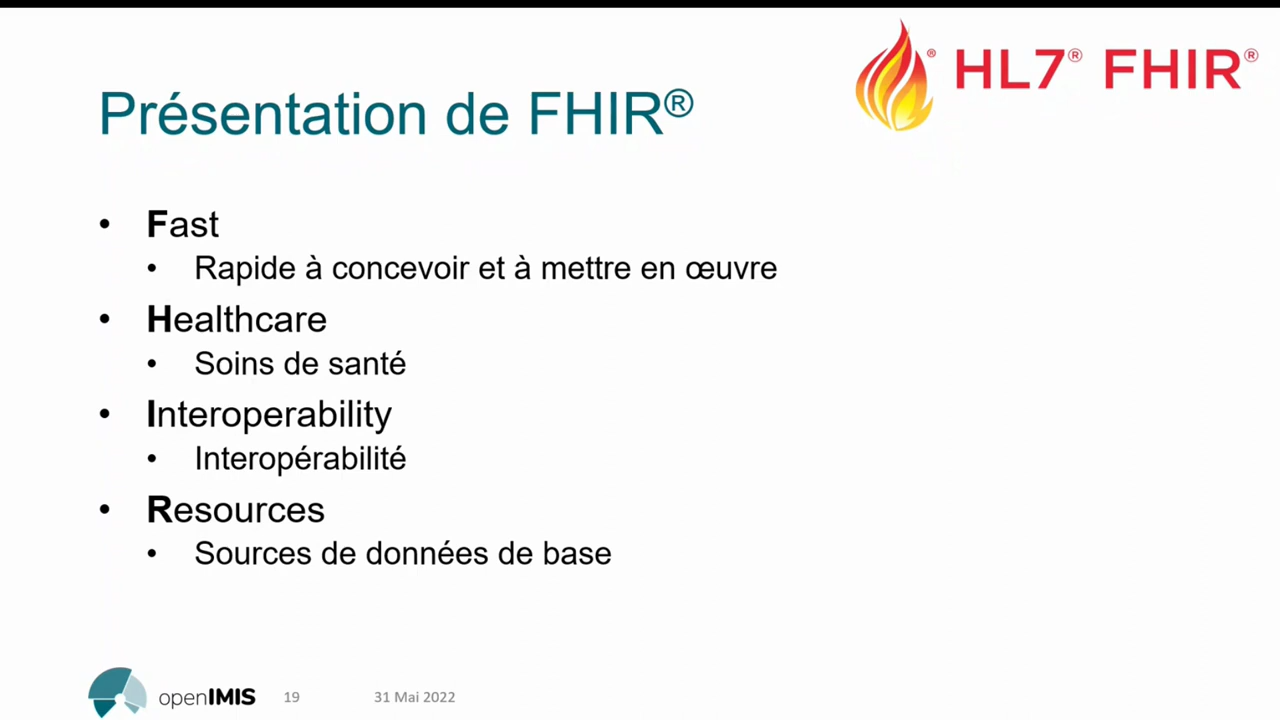 HL7® FHIR®
Présentation de FHIR®
• Fast
• Rapide à concevoir et à mettre en œuvre
• Healthcare
• Soins de santé
• Interoperability
• Interopérabilité
• Resources
• Sources de données de base
openIMIS 19 31 Mai 2022